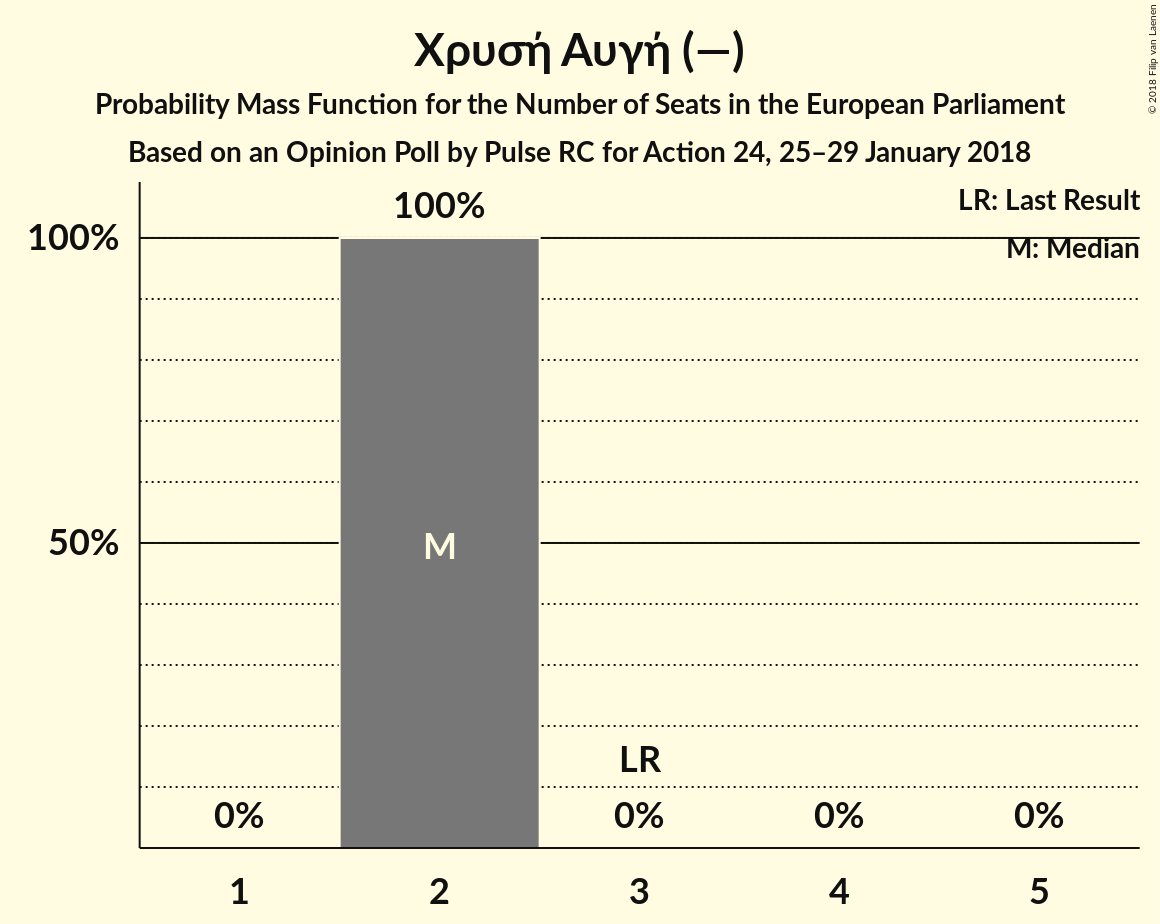 Χρυσή Αυγή (—)
Probability Mass Function for the Number of Seats in the European Parliament
Based on an Opinion Poll by Pulse RC for Action 24, 25–29 January 2018
© 2018 Filip van Laenen
LR: Last Result
M: Median
100%
100%
50%
M
LR
0%
0%
0%
0%
1
2
3
4
5